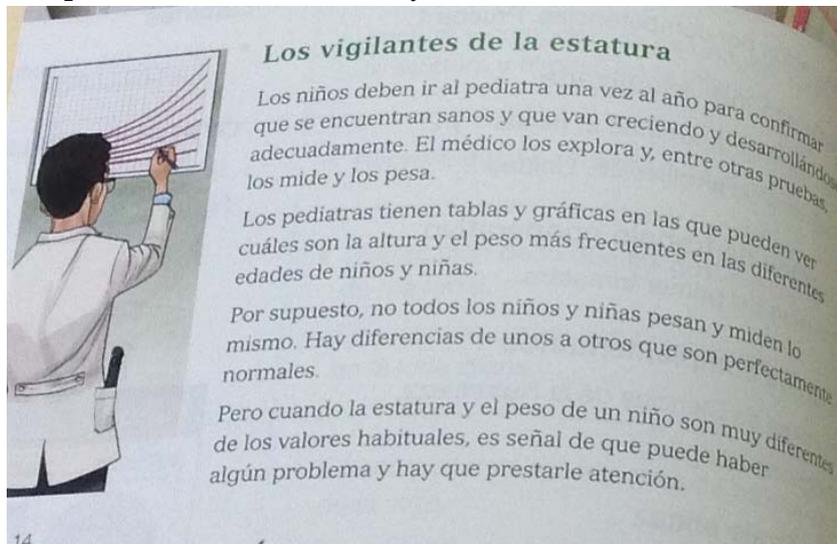 Los vigilantes de la estatura
Los niños deben ir al pediatra una vez al año para confirmar
que se encuentran sanos y que van creciendo y desarrollándos
adecuadamente. El médico los explora y, entre otras pruebas,
los mide y los pesa.
Los pediatras tienen tablas y gráficas en las que pueden ver
cuáles son la altura y el peso más frecuentes en las diferentes
edades de niños y niñas.
Por supuesto, no todos los niños y niñas pesan y miden lo
mismo. Hay diferencias de unos a otros que son perfectamente
normales.
Pero cuando la estatura y el peso de un niño son muy diferentes
de los valores habituales, es señal de que puede haber
algún problema y hay que prestarle atención.
14